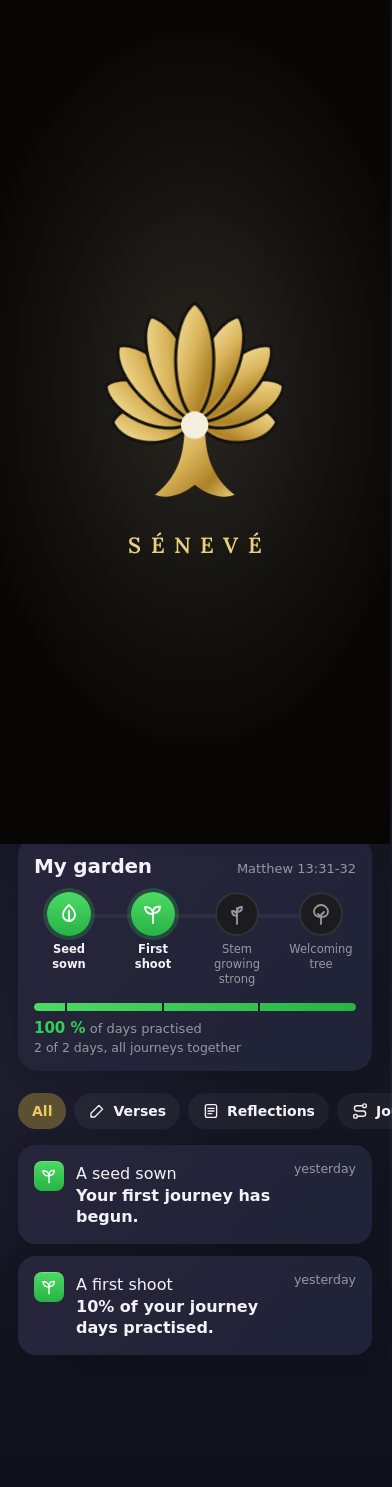 SÉNEVÉ
My garden
Matthew 13:31-32
Seed sown
First shoot
Stem growing strong
Welcoming tree
100 % of days practised
2 of 2 days, all journeys together
All
Verses
Reflections
Jo
A seed sown
yesterday
Your first journey has
begun.
A first shoot
yesterday
10% of your journey
days practised.